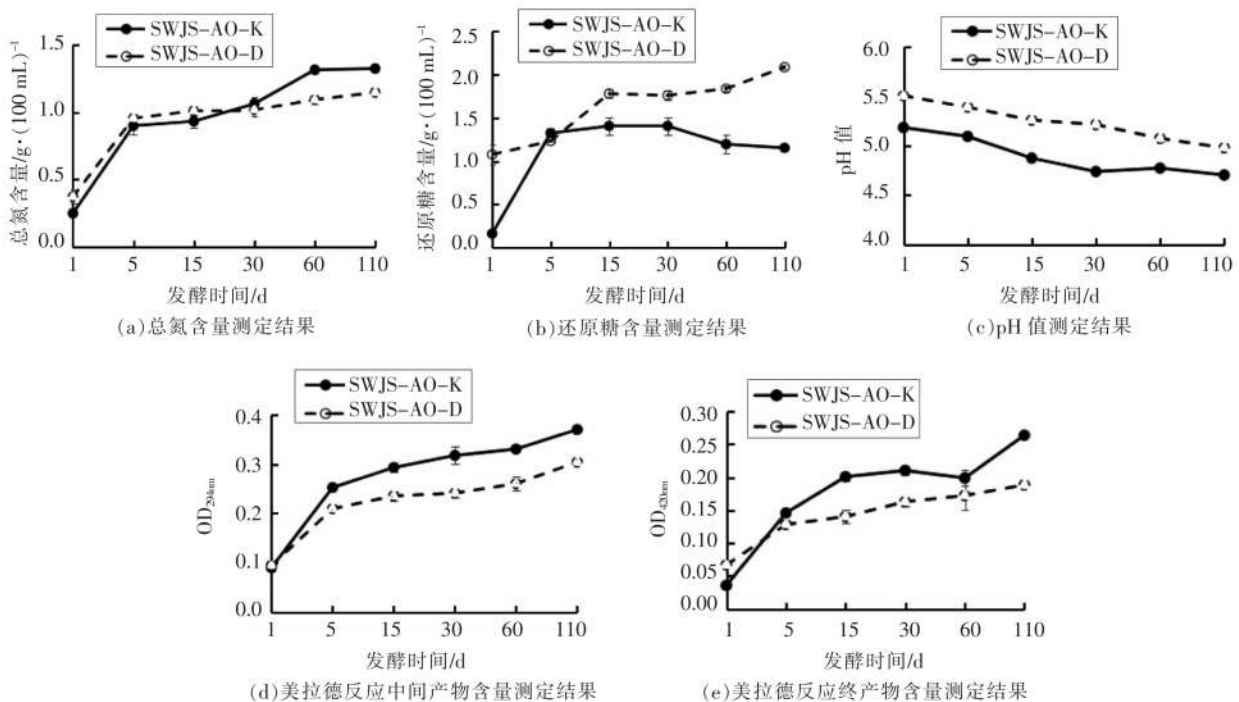 SWJS-AO-K
SWJS-AO-D
总氮含量/g·(100 mL)⁻¹
1.5
1.0
0.5
0.0
1 5 15 30 60 110
发酵时间/d
(a)总氮含量测定结果
SWJS-AO-K
SWJS-AO-D
还原糖含量/g·(100 mL)⁻¹
2.5
2.0
1.5
1.0
0.5
0.0
1 5 15 30 60 110
发酵时间/d
(b)还原糖含量测定结果
SWJS-AO-K
SWJS-AO-D
pH 值
6.0
5.5
5.0
4.5
4.0
1 5 15 30 60 110
发酵时间/d
(c)pH 值测定结果
SWJS-AO-K
SWJS-AO-D
OD294nm
0.4
0.3
0.2
0.1
0.0
1 5 15 30 60 110
发酵时间/d
(d)美拉德反应中间产物含量测定结果
SWJS-AO-K
SWJS-AO-D
OD420nm
0.30
0.25
0.20
0.15
0.10
0.05
0.00
1 5 15 30 60 110
发酵时间/d
(e)美拉德反应终产物含量测定结果